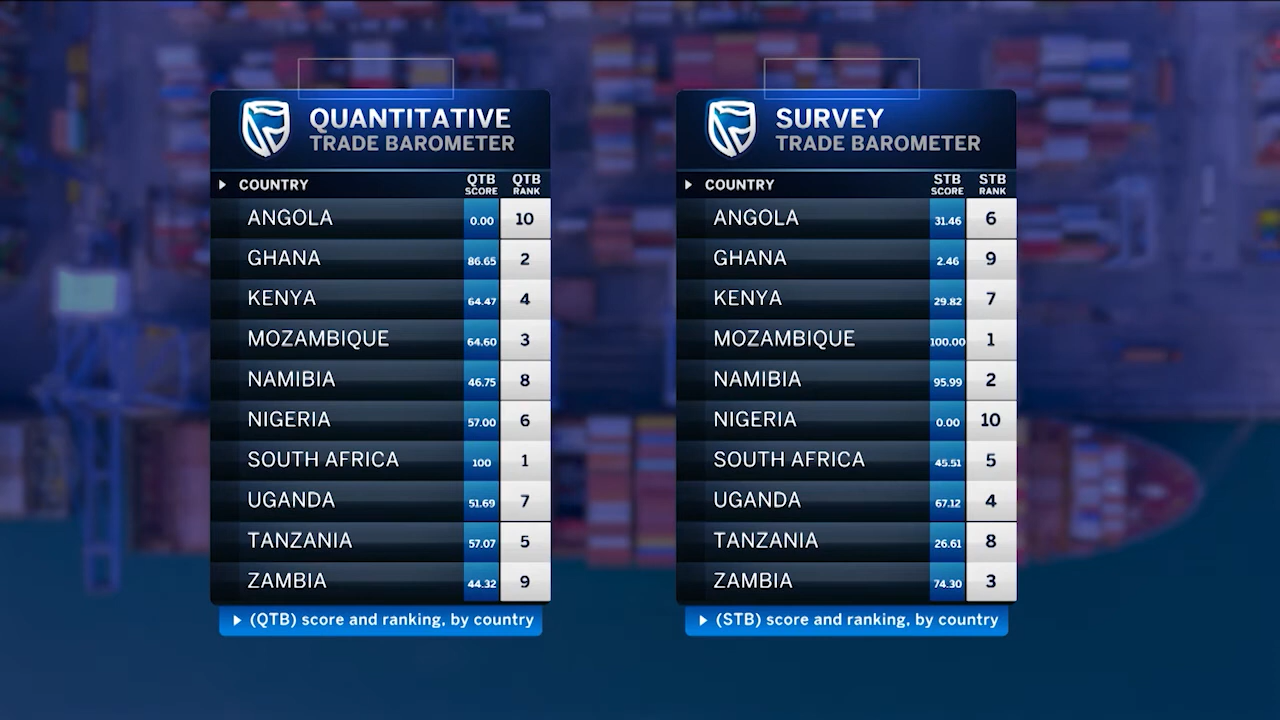 QUANTITATIVE
TRADE BAROMETER
COUNTRY QTB SCORE QTB RANK
ANGOLA 0.00 10
GHANA 86.65 2
KENYA 64.47 4
MOZAMBIQUE 64.60 3
NAMIBIA 46.75 8
NIGERIA 57.00 6
SOUTH AFRICA 100 1
UGANDA 51.69 7
TANZANIA 57.07 5
ZAMBIA 44.32 9
(QTB) score and ranking, by country
SURVEY
TRADE BAROMETER
COUNTRY STB SCORE STB RANK
ANGOLA 31.46 6
GHANA 2.46 9
KENYA 29.82 7
MOZAMBIQUE 100.00 1
NAMIBIA 95.99 2
NIGERIA 0.00 10
SOUTH AFRICA 45.51 5
UGANDA 67.12 4
TANZANIA 26.61 8
ZAMBIA 74.30 3
(STB) score and ranking, by country